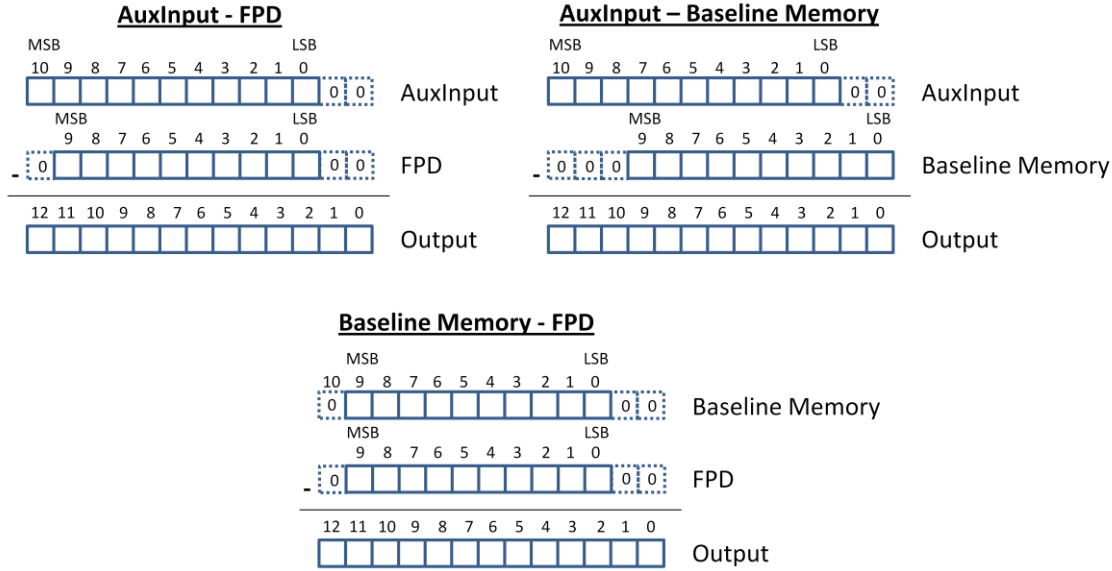 AuxInput - FPD
MSB LSB
10 9 8 7 6 5 4 3 2 1 0
0 0 AuxInput
MSB LSB
9 8 7 6 5 4 3 2 1 0
- 0 0 0 FPD
12 11 10 9 8 7 6 5 4 3 2 1 0
Output
AuxInput – Baseline Memory
MSB LSB
10 9 8 7 6 5 4 3 2 1 0
0 0 AuxInput
MSB LSB
9 8 7 6 5 4 3 2 1 0
- 0 0 0 Baseline Memory
12 11 10 9 8 7 6 5 4 3 2 1 0
Output
Baseline Memory - FPD
MSB LSB
10 9 8 7 6 5 4 3 2 1 0
0 0 0 Baseline Memory
MSB LSB
9 8 7 6 5 4 3 2 1 0
- 0 0 0 FPD
12 11 10 9 8 7 6 5 4 3 2 1 0
Output